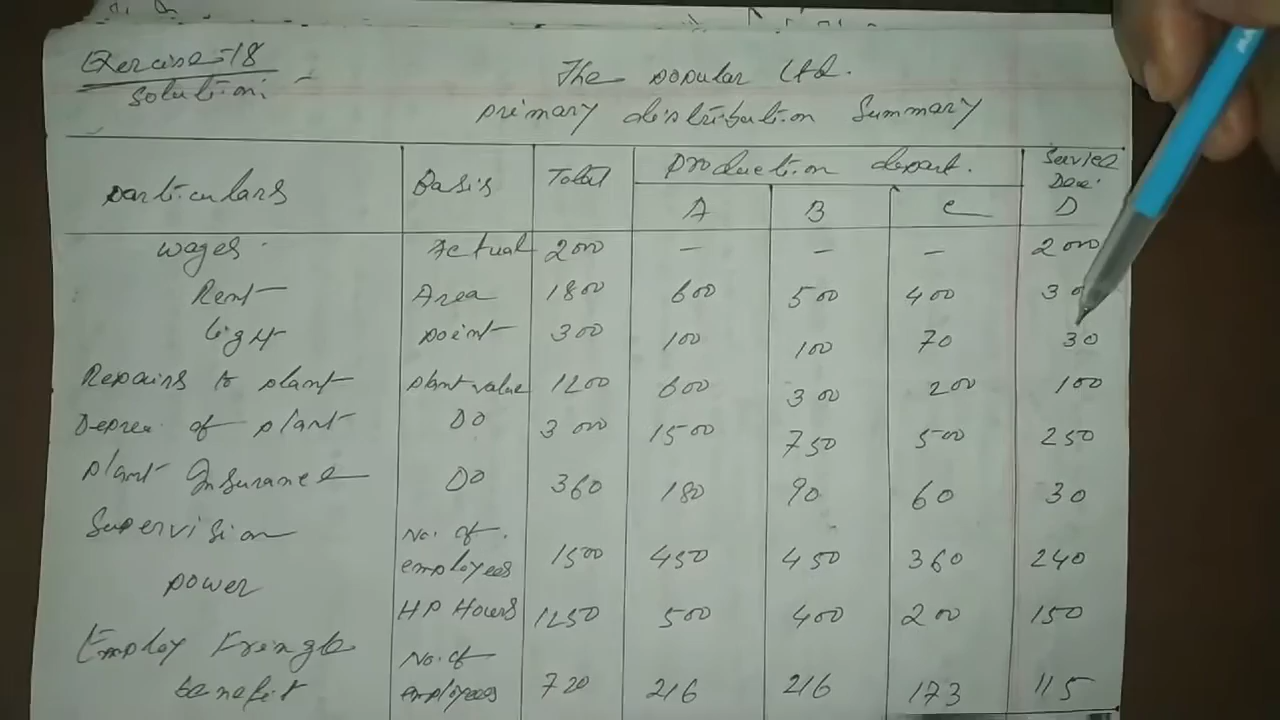 Exercise-18
Solution:
The popular Ltd.
primary distribution Summary
particulars Basis Total Production depart. Service Dep.
A B C D
Wages Actual 2000 — — — 2000
Rent Area 1800 600 500 400 300
light point 300 100 100 70 30
Repairs to plant plant value 1200 600 300 200 100
Deprec. of plant DO 3000 1500 750 500 250
plant Insurance DO 360 180 90 60 30
Supervision No. of. employees 1500 450 450 360 240
power HP Hours 1250 500 400 200 150
Employ Fringle benefit No. of employees 720 216 216 173 115